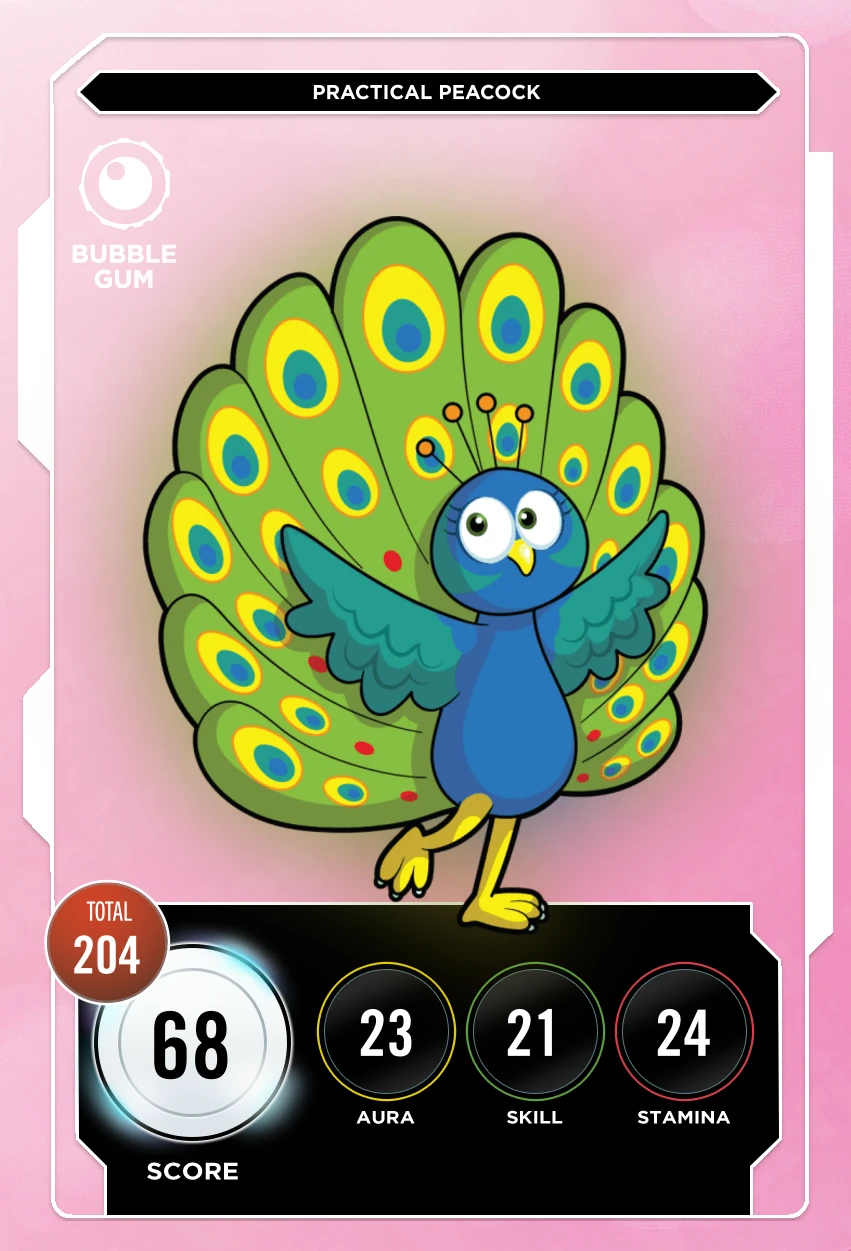 PRACTICAL PEACOCK
BUBBLE
GUM
TOTAL
204
68
SCORE
23
AURA
21
SKILL
24
STAMINA